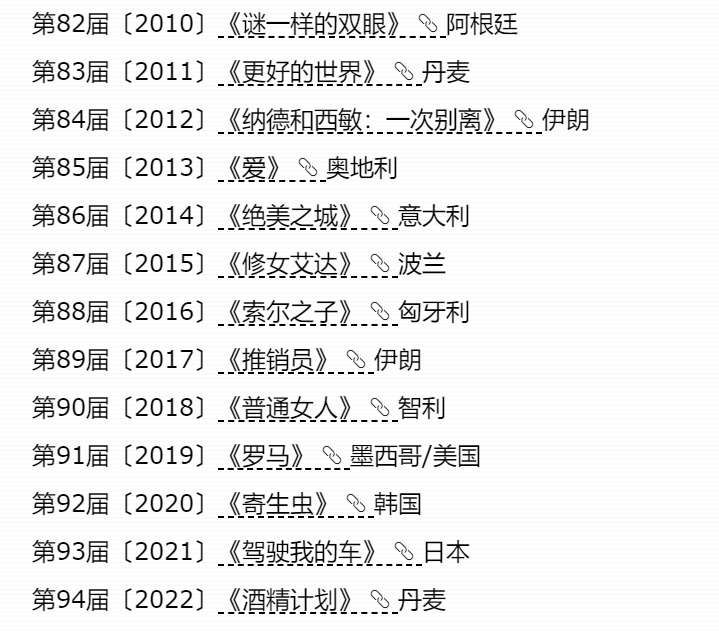 第82届〔2010〕《谜一样的双眼》阿根廷
第83届〔2011〕《更好的世界》丹麦
第84届〔2012〕《纳德和西敏：一次别离》伊朗
第85届〔2013〕《爱》奥地利
第86届〔2014〕《绝美之城》意大利
第87届〔2015〕《修女艾达》波兰
第88届〔2016〕《索尔之子》匈牙利
第89届〔2017〕《推销员》伊朗
第90届〔2018〕《普通女人》智利
第91届〔2019〕《罗马》墨西哥/美国
第92届〔2020〕《寄生虫》韩国
第93届〔2021〕《驾驶我的车》日本
第94届〔2022〕《酒精计划》丹麦